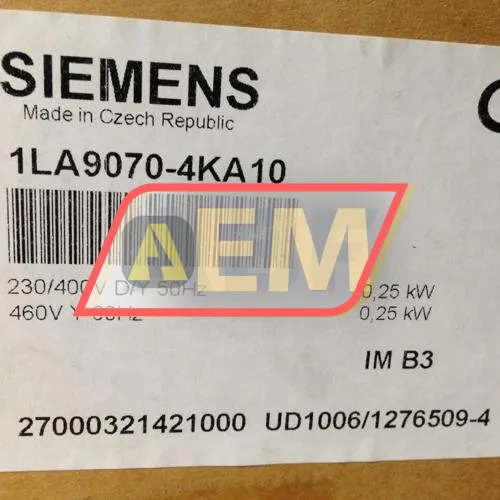 SIEMENS
Made in Czech Republic
1LA9070-4KA10
AEM
230/400V D/Y 50Hz 0,25 kW
460V Y 60Hz 0,25 kW
IM B3
27000321421000 UD1006/1276509-4